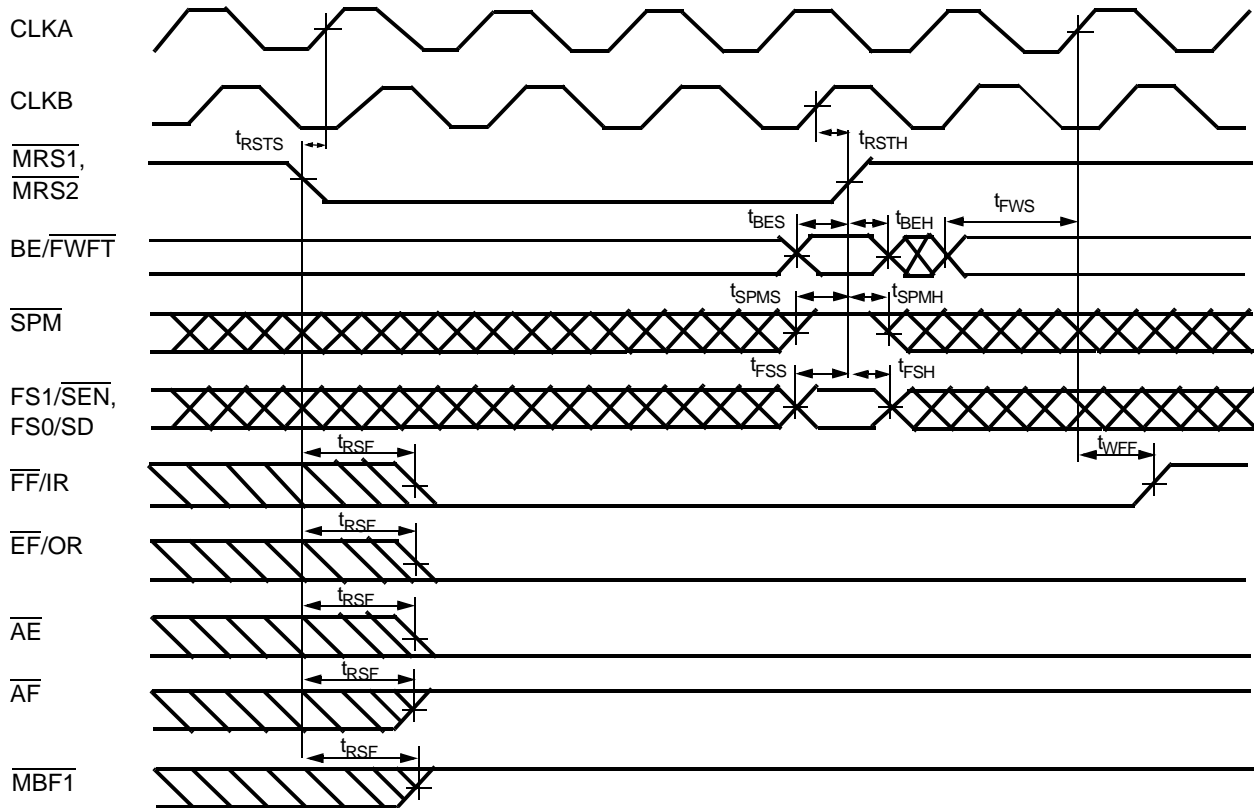 CLKA
CLKB
tRSTS
tRSTH
MRS1,
MRS2
tFWS
tBES
tBEH
BE/FWFT
tSPMS
tSPMH
SPM
tFSS
tFSH
FS1/SEN,
FS0/SD
tRSF
tWFF
FF/IR
tRSF
EF/OR
tRSF
AE
tRSF
AF
tRSF
MBF1